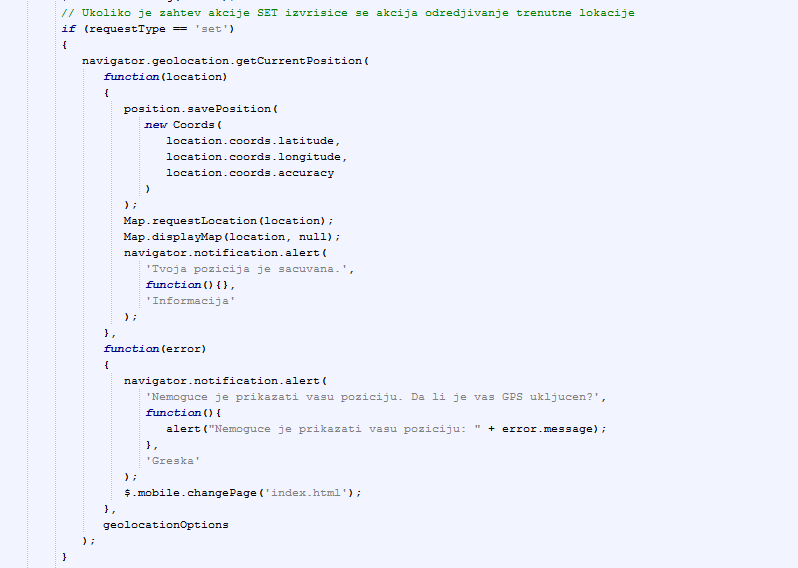 // Ukoliko je zahtev akcije SET izvrisice se akcija odredjivanje trenutne lokacije
if (requestType == 'set')
{
navigator.geolocation.getCurrentPosition(
function(location)
{
position.savePosition(
new Coords(
location.coords.latitude,
location.coords.longitude,
location.coords.accuracy
)
);
Map.requestLocation(location);
Map.displayMap(location, null);
navigator.notification.alert(
'Tvoja pozicija je sacuvana.',
function(){},
'Informacija'
);
},
function(error)
{
navigator.notification.alert(
'Nemoguce je prikazati vasu poziciju. Da li je vas GPS ukljucen?',
function(){
alert("Nemoguce je prikazati vasu poziciju: " + error.message);
},
'Greska'
);
$.mobile.changePage('index.html');
},
geolocationOptions
);
}